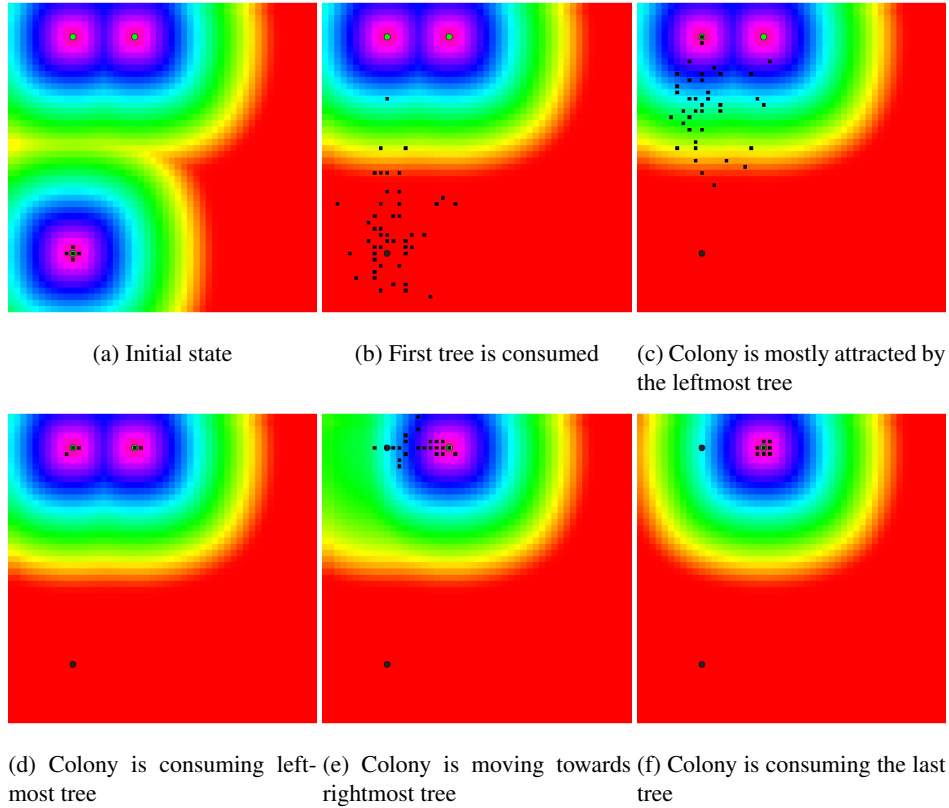 (a) Initial state
(b) First tree is consumed
(c) Colony is mostly attracted by
the leftmost tree
(d) Colony is consuming left-
most tree
(e) Colony is moving towards
rightmost tree
(f) Colony is consuming the last
tree